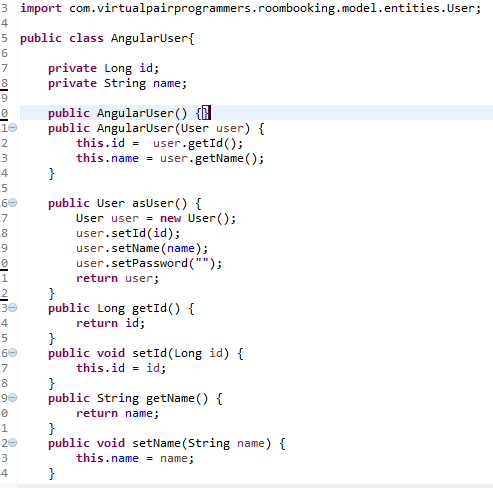 3 import com.virtualpairprogrammers.roombooking.model.entities.User;
4
5 public class AngularUser{
6
7     private Long id;
8     private String name;
9
0     public AngularUser() {}
1     public AngularUser(User user) {
2         this.id =  user.getId();
3         this.name = user.getName();
4     }
5
6     public User asUser() {
7         User user = new User();
8         user.setId(id);
9         user.setName(name);
0         user.setPassword("");
1         return user;
2     }
3     public Long getId() {
4         return id;
5     }
6     public void setId(Long id) {
7         this.id = id;
8     }
9     public String getName() {
0         return name;
1     }
2     public void setName(String name) {
3         this.name = name;
4     }